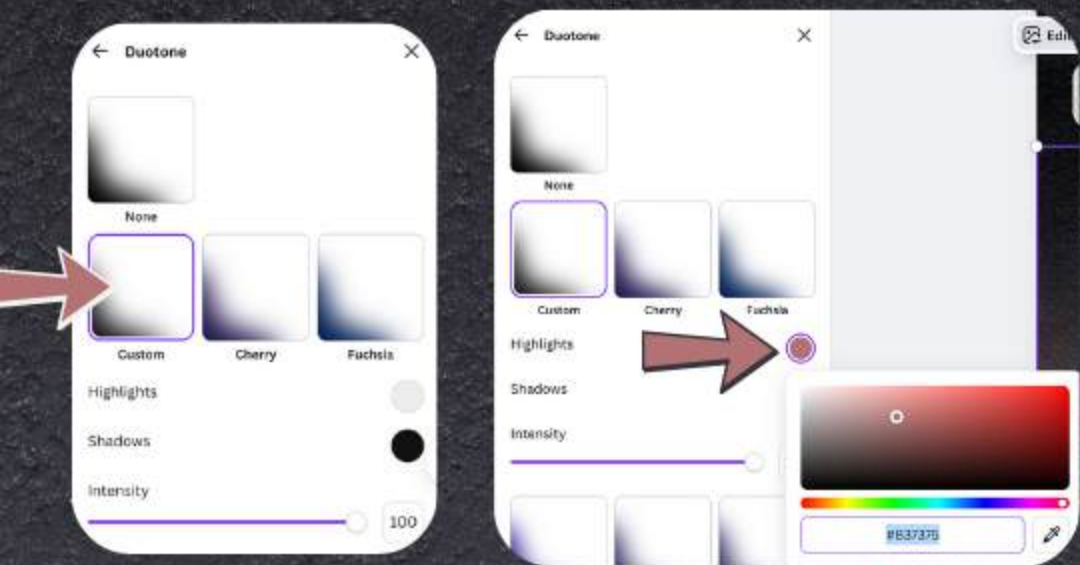 Duotone
None
Custom
Cherry
Fuchsia
Highlights
Shadows
Intensity
100
Duotone
None
Custom
Cherry
Fuchsia
Highlights
Shadows
Intensity
#B37375